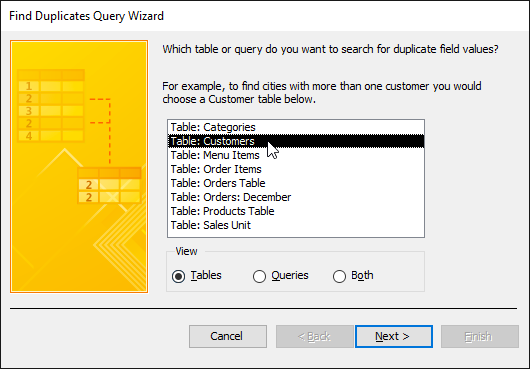 Find Duplicates Query Wizard
Which table or query do you want to search for duplicate field values?
For example, to find cities with more than one customer you would
choose a Customer table below.
1
2
2
3
2
4
2
2
Table: Categories
Table: Customers
Table: Menu Items
Table: Order Items
Table: Orders Table
Table: Orders: December
Table: Products Table
Table: Sales Unit
View
Tables Queries Both
Cancel < Back Next > Finish